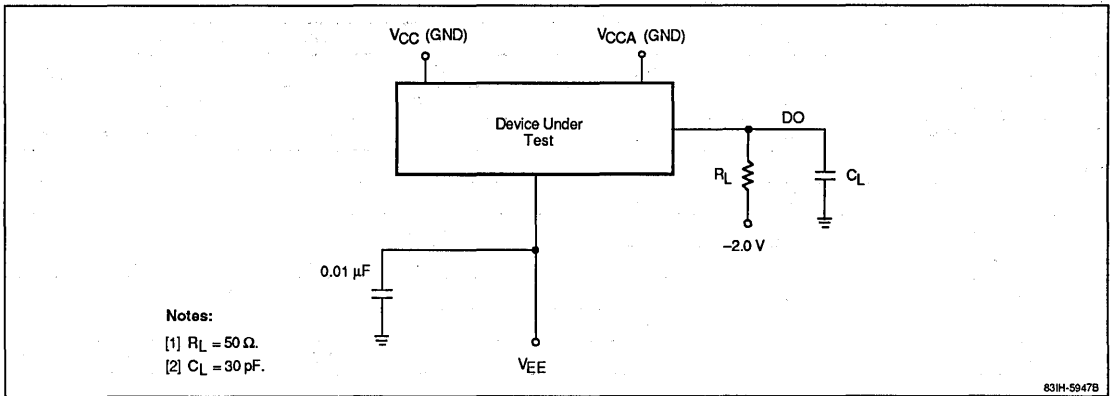 VCC (GND)
VCCA (GND)
Device Under
Test
DO
RL
CL
–2.0 V
0.01 µF
VEE
Notes:
[1] RL = 50 Ω.
[2] CL = 30 pF.
83IH-5947B